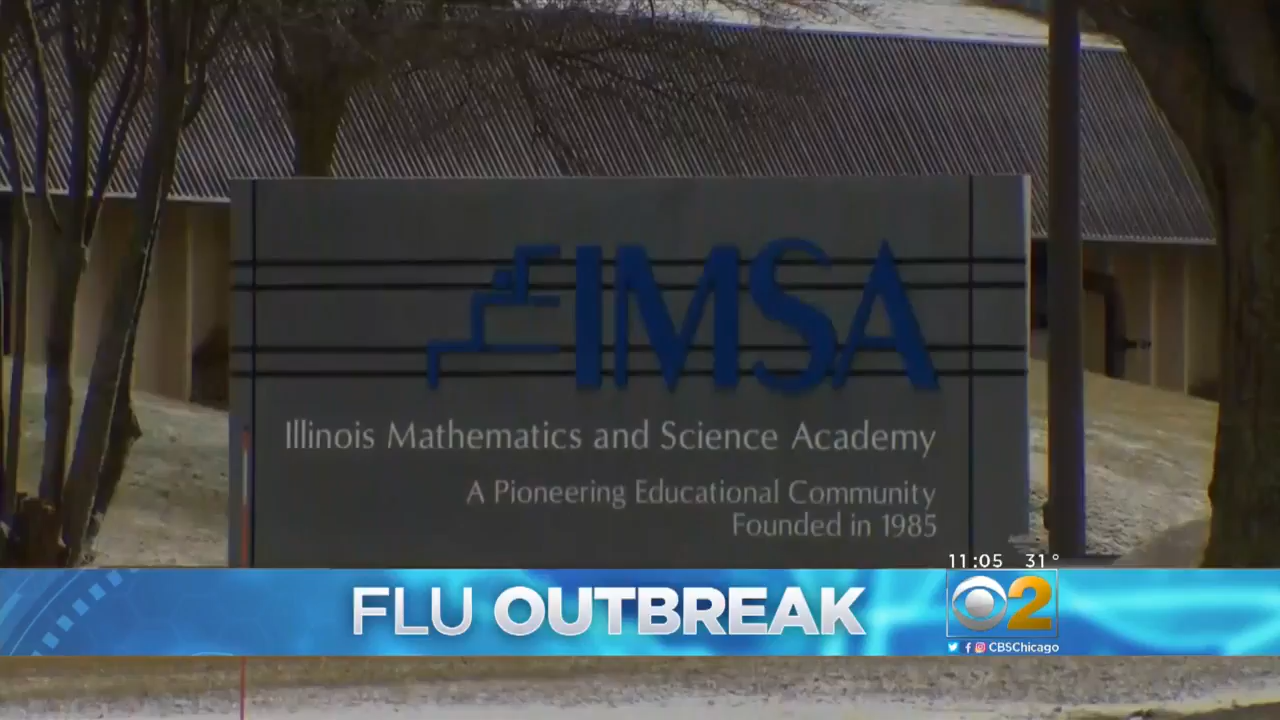 IMSA
Illinois Mathematics and Science Academy
A Pioneering Educational Community
Founded in 1985
11:05 31°
FLU OUTBREAK
2
CBSChicago